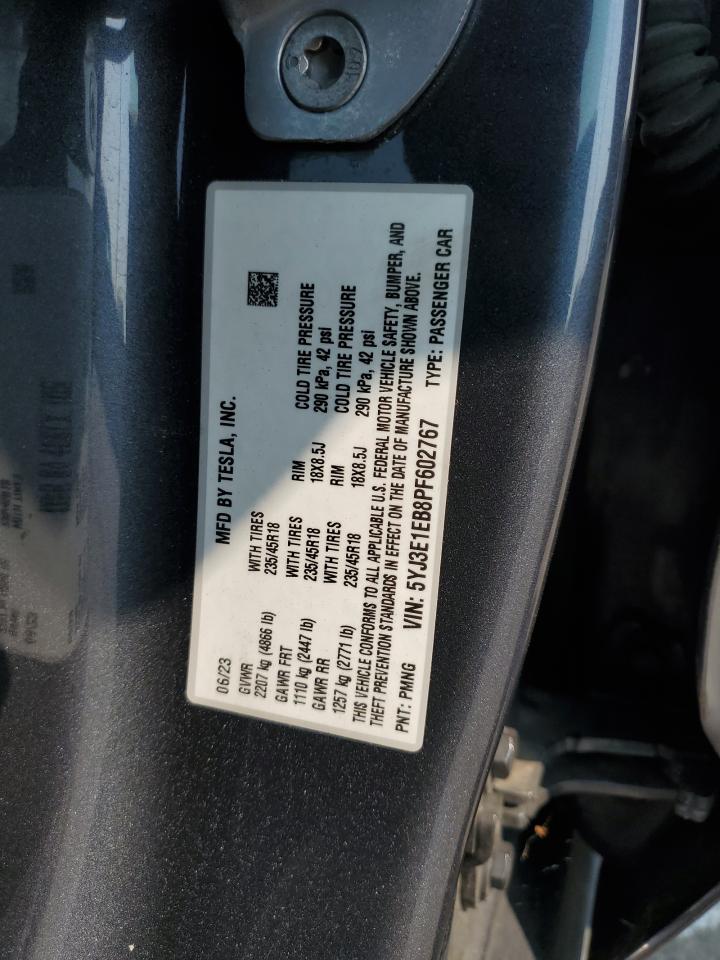 06/23 MFD BY TESLA, INC.
GVWR
2207 kg (4866 lb)
GAWR FRT WITH TIRES RIM COLD TIRE PRESSURE
1110 kg (2447 lb) 235/45R18 18X8.5J 290 kPa, 42 psi
GAWR RR WITH TIRES RIM COLD TIRE PRESSURE
1257 kg (2771 lb) 235/45R18 18X8.5J 290 kPa, 42 psi
THIS VEHICLE CONFORMS TO ALL APPLICABLE U.S. FEDERAL MOTOR VEHICLE SAFETY, BUMPER, AND
THEFT PREVENTION STANDARDS IN EFFECT ON THE DATE OF MANUFACTURE SHOWN ABOVE.
PNT: PMNG VIN: 5YJ3E1EB8PF602767 TYPE: PASSENGER CAR